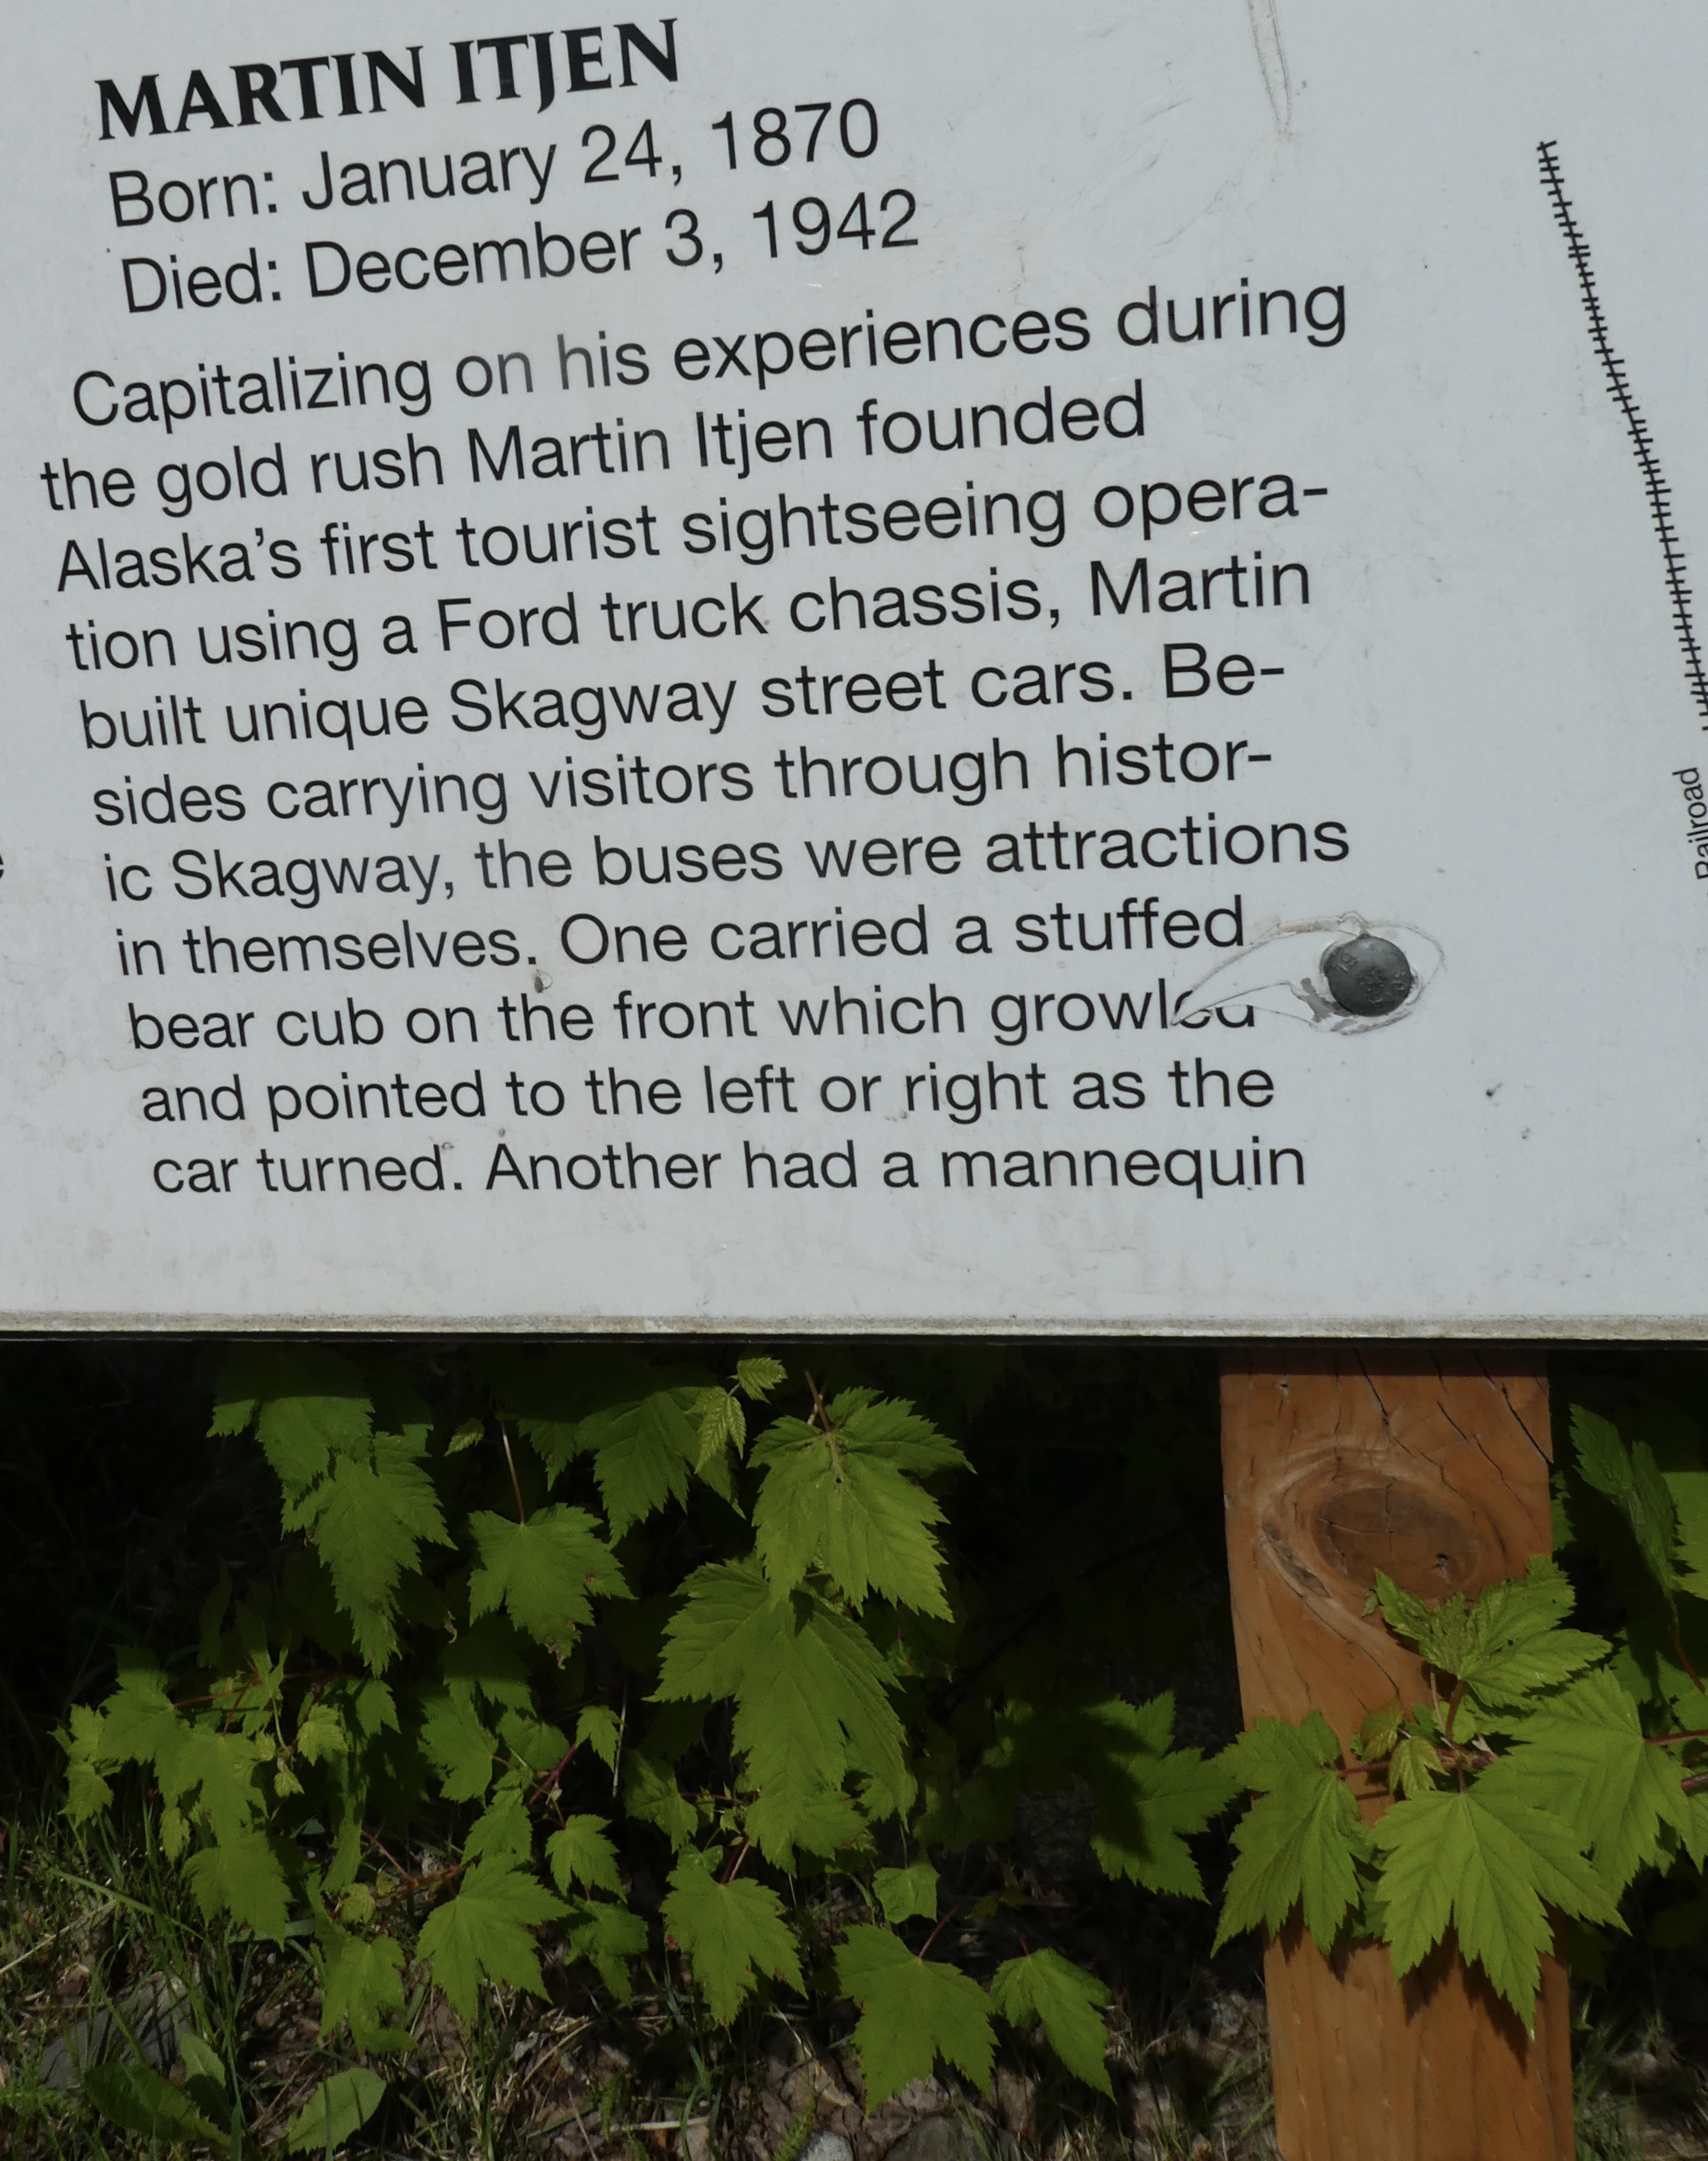 MARTIN ITJEN
Born: January 24, 1870
Died: December 3, 1942
Capitalizing on his experiences during
the gold rush Martin Itjen founded
Alaska's first tourist sightseeing opera-
tion using a Ford truck chassis, Martin
built unique Skagway street cars. Be-
sides carrying visitors through histor-
ic Skagway, the buses were attractions
in themselves. One carried a stuffed
bear cub on the front which growled
and pointed to the left or right as the
car turned. Another had a mannequin
Railroad